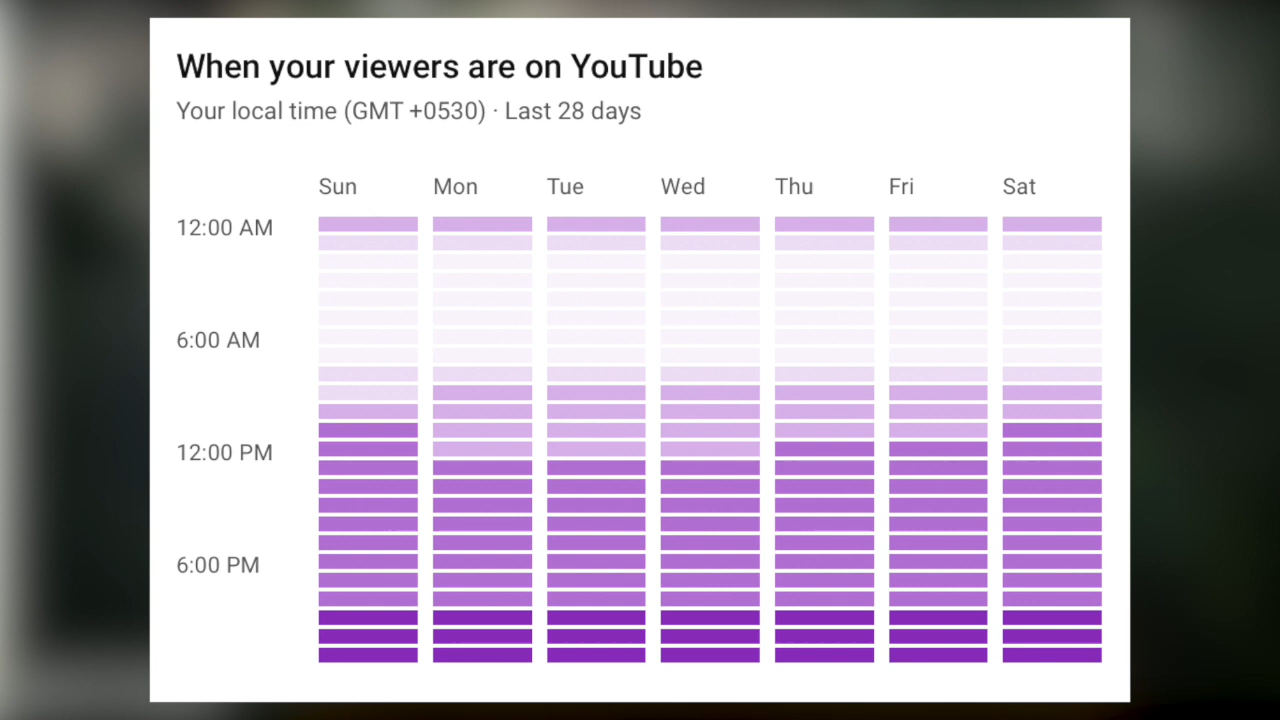 When your viewers are on YouTube
Your local time (GMT +0530) · Last 28 days
Sun Mon Tue Wed Thu Fri Sat
12:00 AM
6:00 AM
12:00 PM
6:00 PM